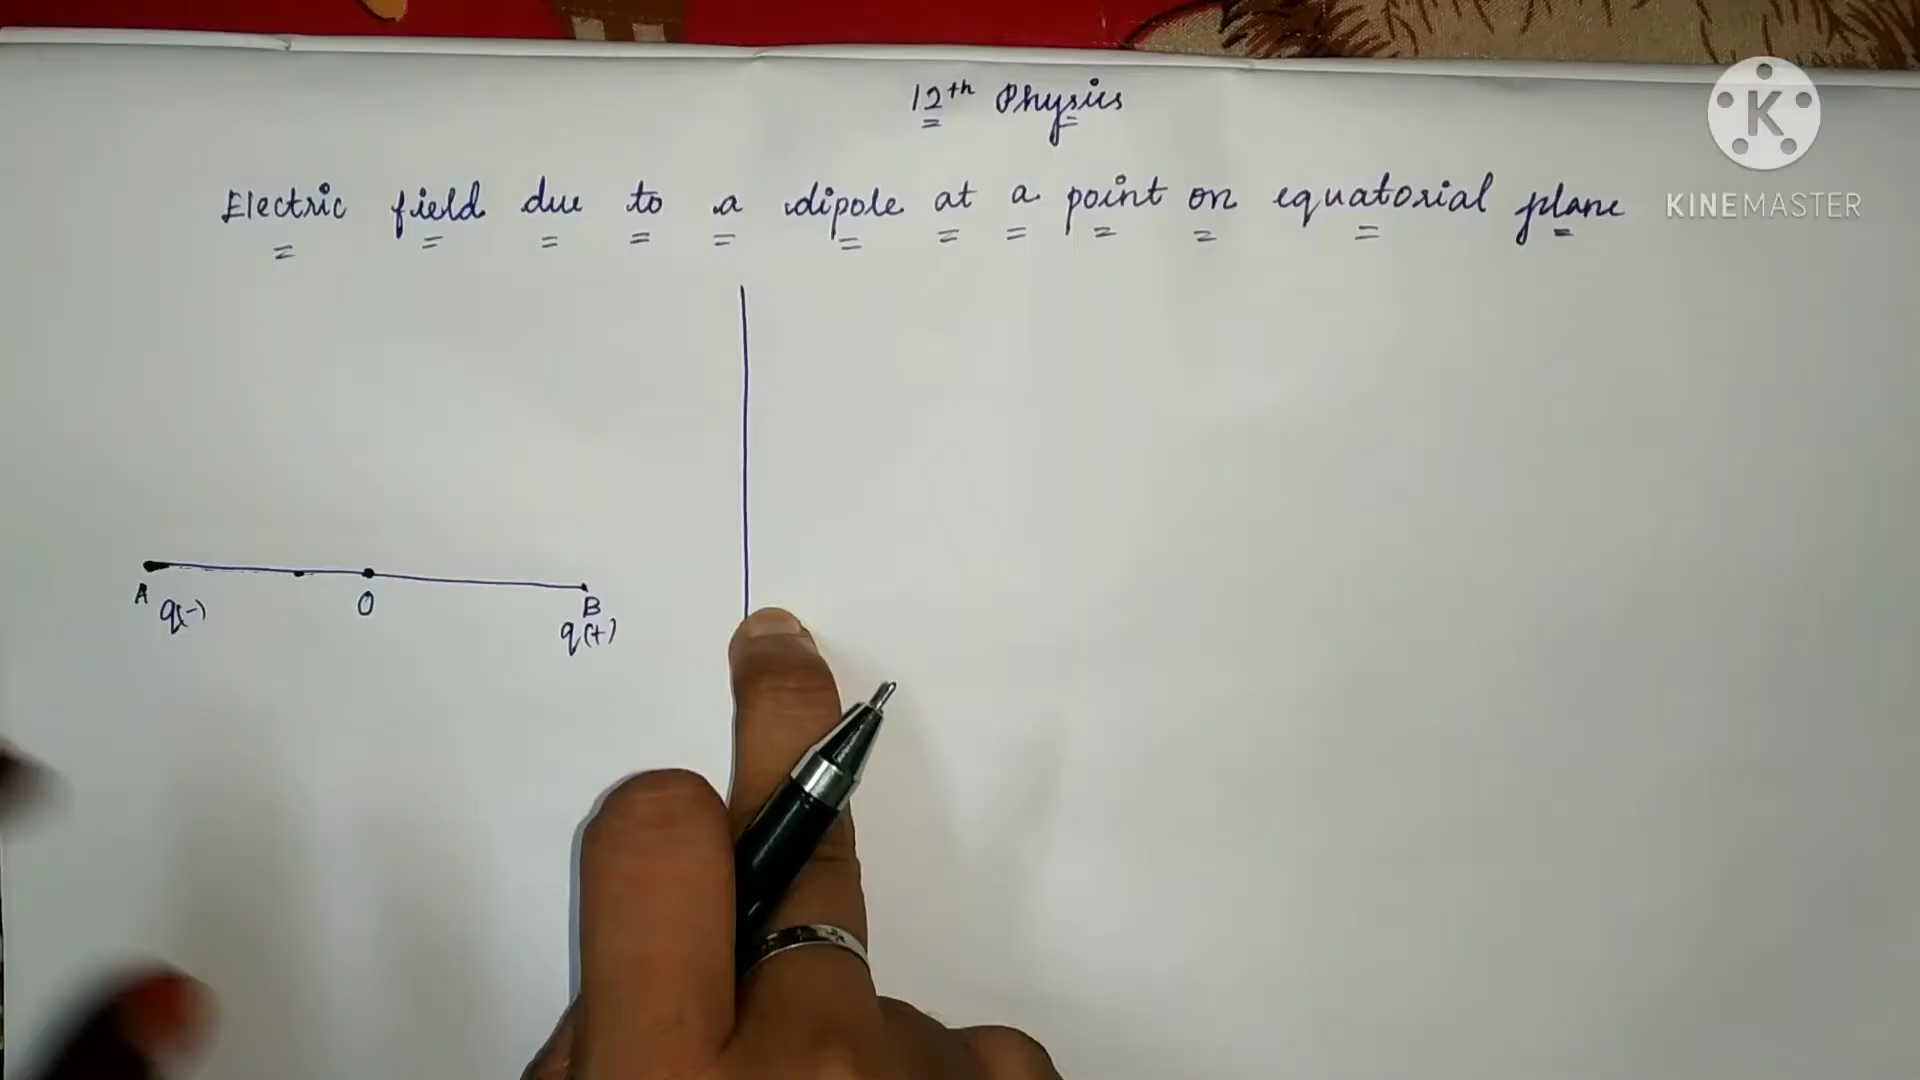 12th Physics
Electric field due to a dipole at a point on equatorial plane
K
KINEMASTER
A
q(-)
O
B
q(+)